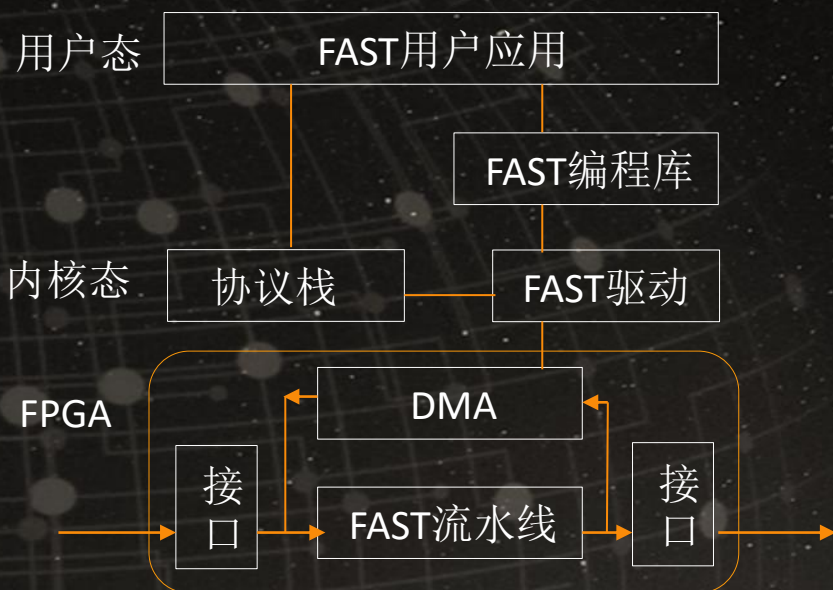 用户态
FAST用户应用
FAST编程库
内核态
协议栈
FAST驱动
FPGA
DMA
接
口
FAST流水线
接
口